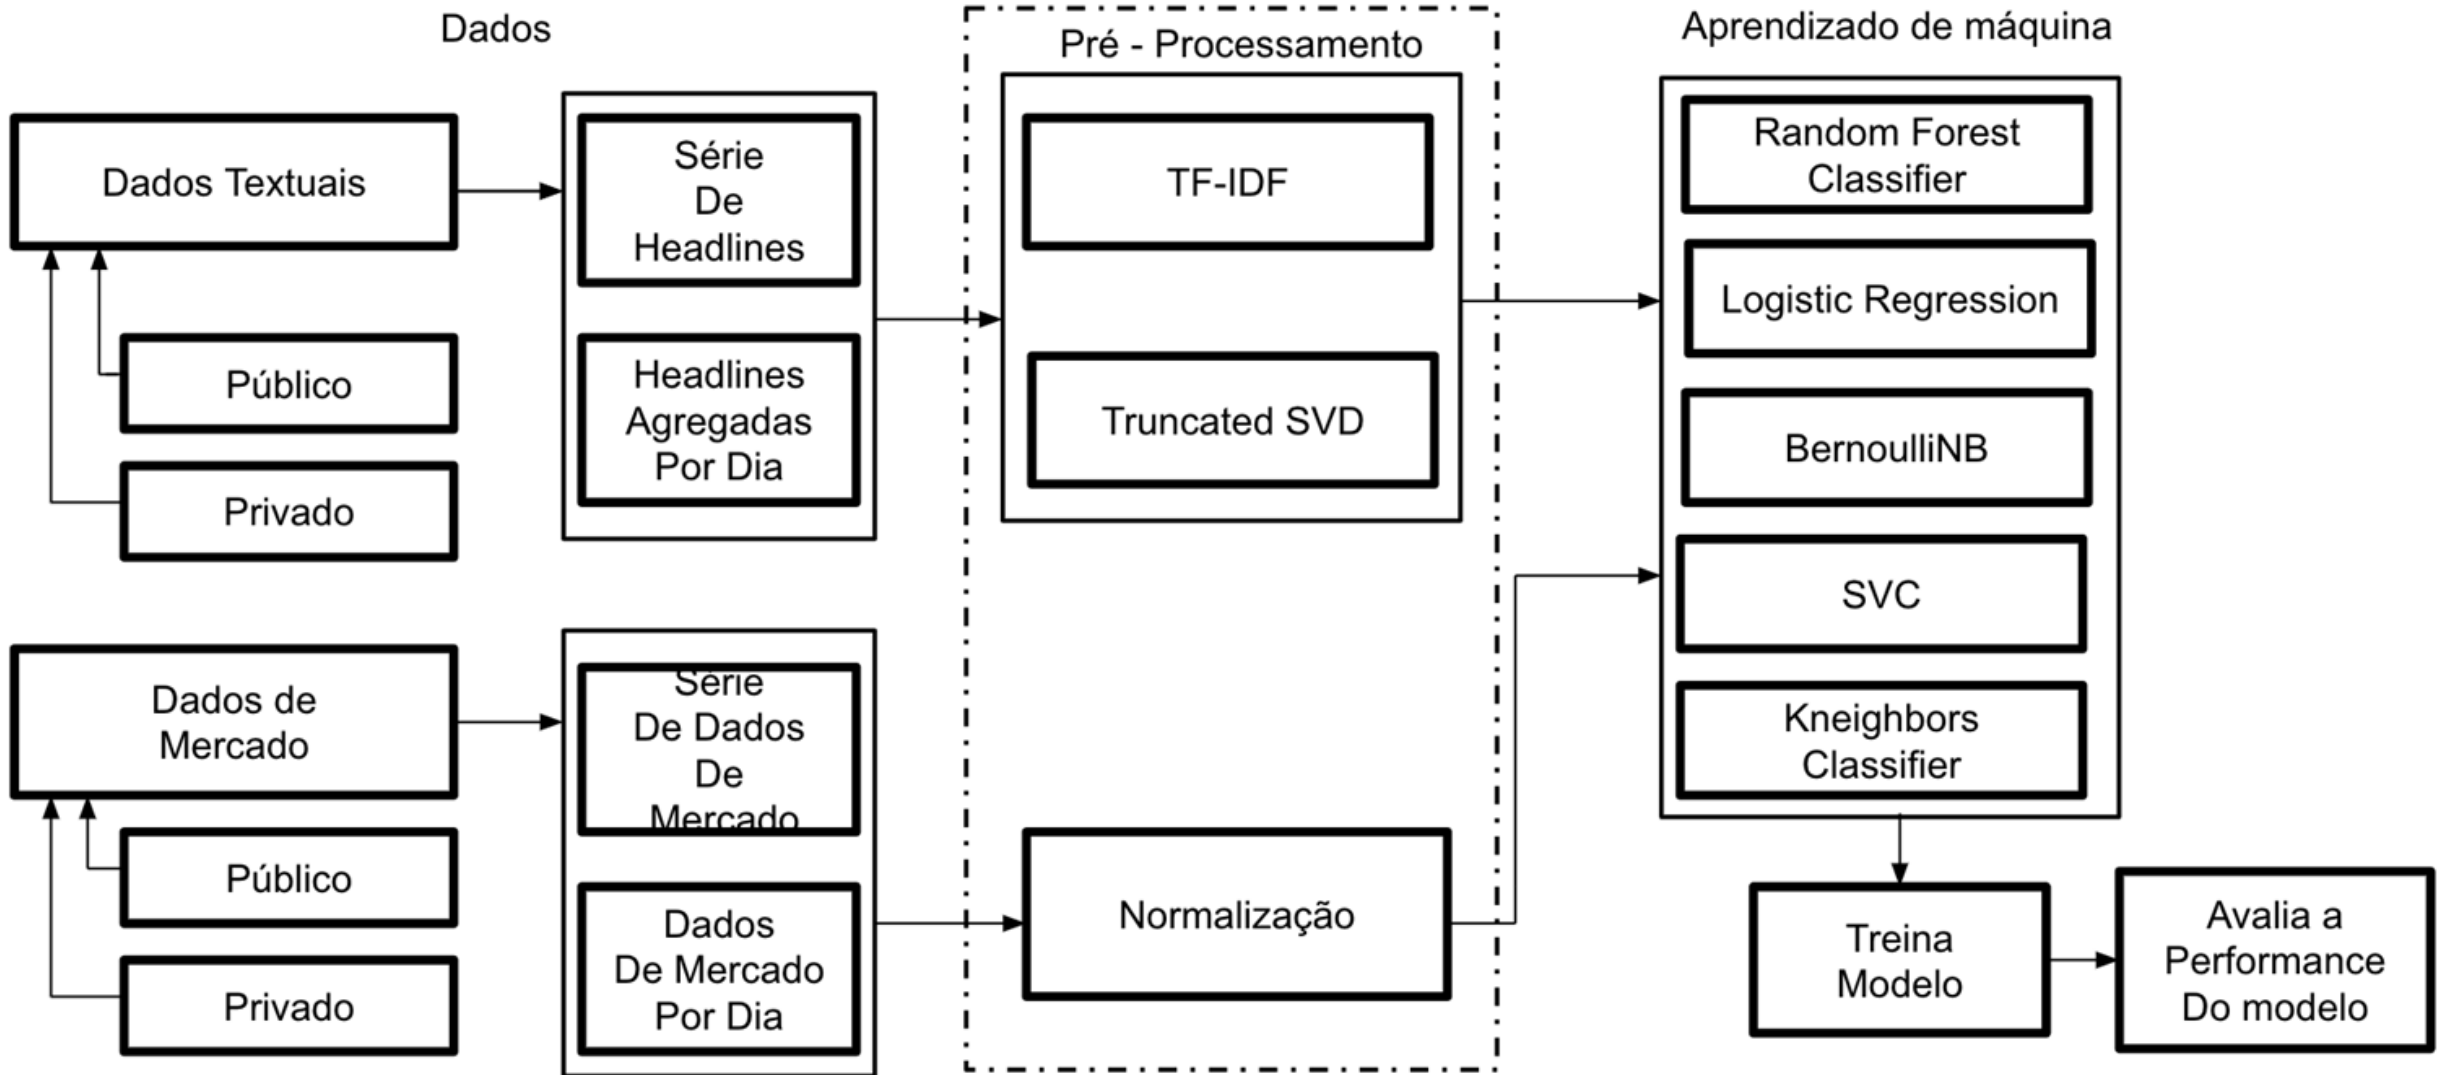 Dados
Dados Textuais
Público
Privado
Série
De
Headlines
Headlines
Agregadas
Por Dia
Dados de
Mercado
Público
Privado
Série
De Dados
De
Mercado
Dados
De Mercado
Por Dia
Pré - Processamento
TF-IDF
Truncated SVD
Normalização
Aprendizado de máquina
Random Forest
Classifier
Logistic Regression
BernoulliNB
SVC
Kneighbors
Classifier
Treina
Modelo
Avalia a
Performance
Do modelo